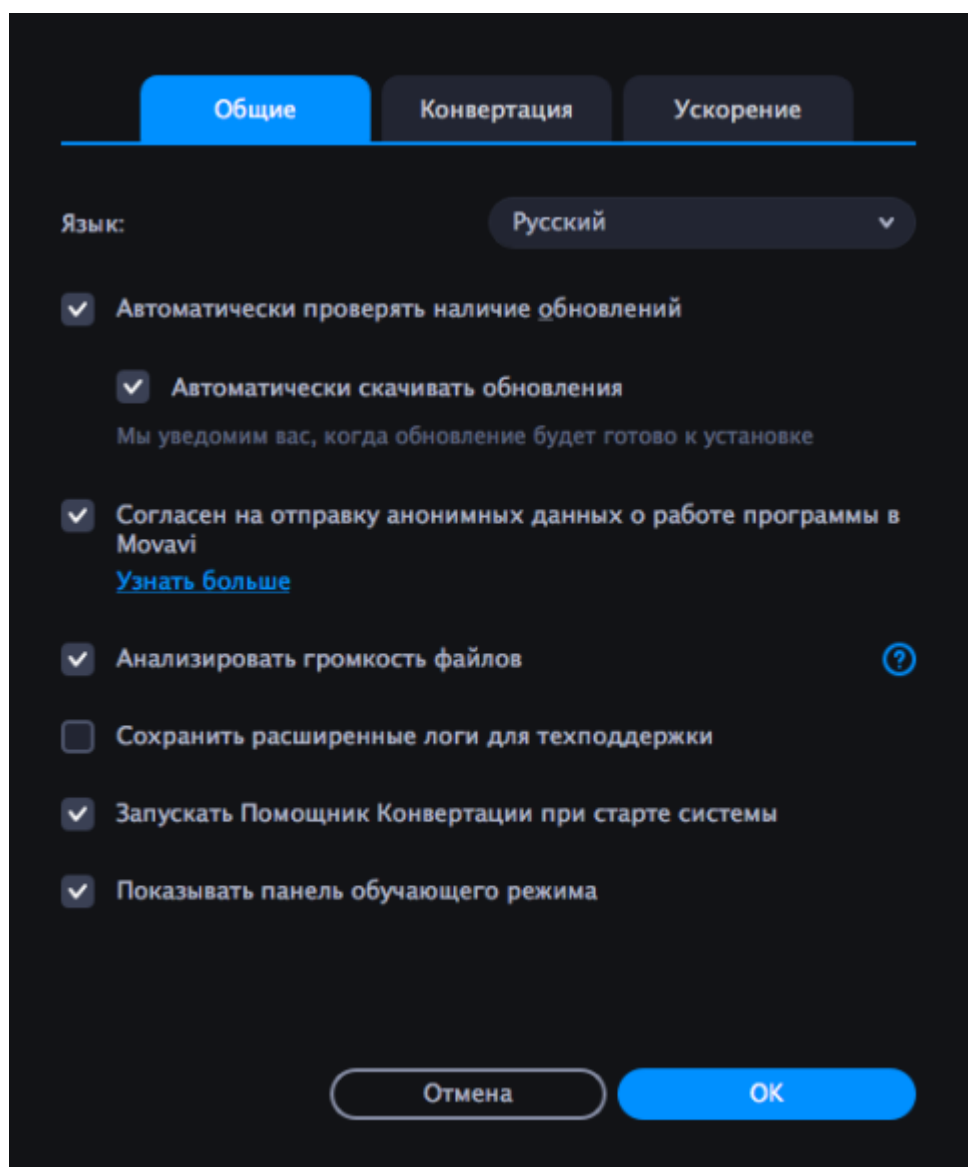 Общие
Конвертация
Ускорение
Язык:
Русский
Автоматически проверять наличие обновлений
Автоматически скачивать обновления
Мы уведомим вас, когда обновление будет готово к установке
Согласен на отправку анонимных данных о работе программы в
Movavi
Узнать больше
Анализировать громкость файлов
?
Сохранить расширенные логи для техподдержки
Запускать Помощник Конвертации при старте системы
Показывать панель обучающего режима
Отмена
ОК